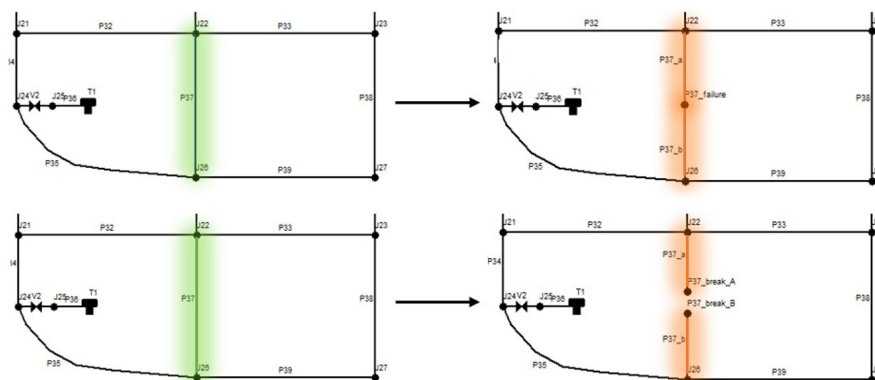 J21 P32 J22 P33 J23
J24 V2 J25 P36 T1 P37 P38
P35 J26 P39 J27
J21 P32 J22 P33
P37_a
J24 V2 J25 P36 T1 P37_failure P38
P37_b
P35 J26 P39
J21 P32 J22 P33 J23
J24 V2 J25 P36 T1 P37 P38
P35 J26 P39 J27
J21 P32 J22 P33
P34 P37_a
J24 V2 J25 P36 T1 P37_break_A P38
P37_break_B
P37_b
P35 J26 P39